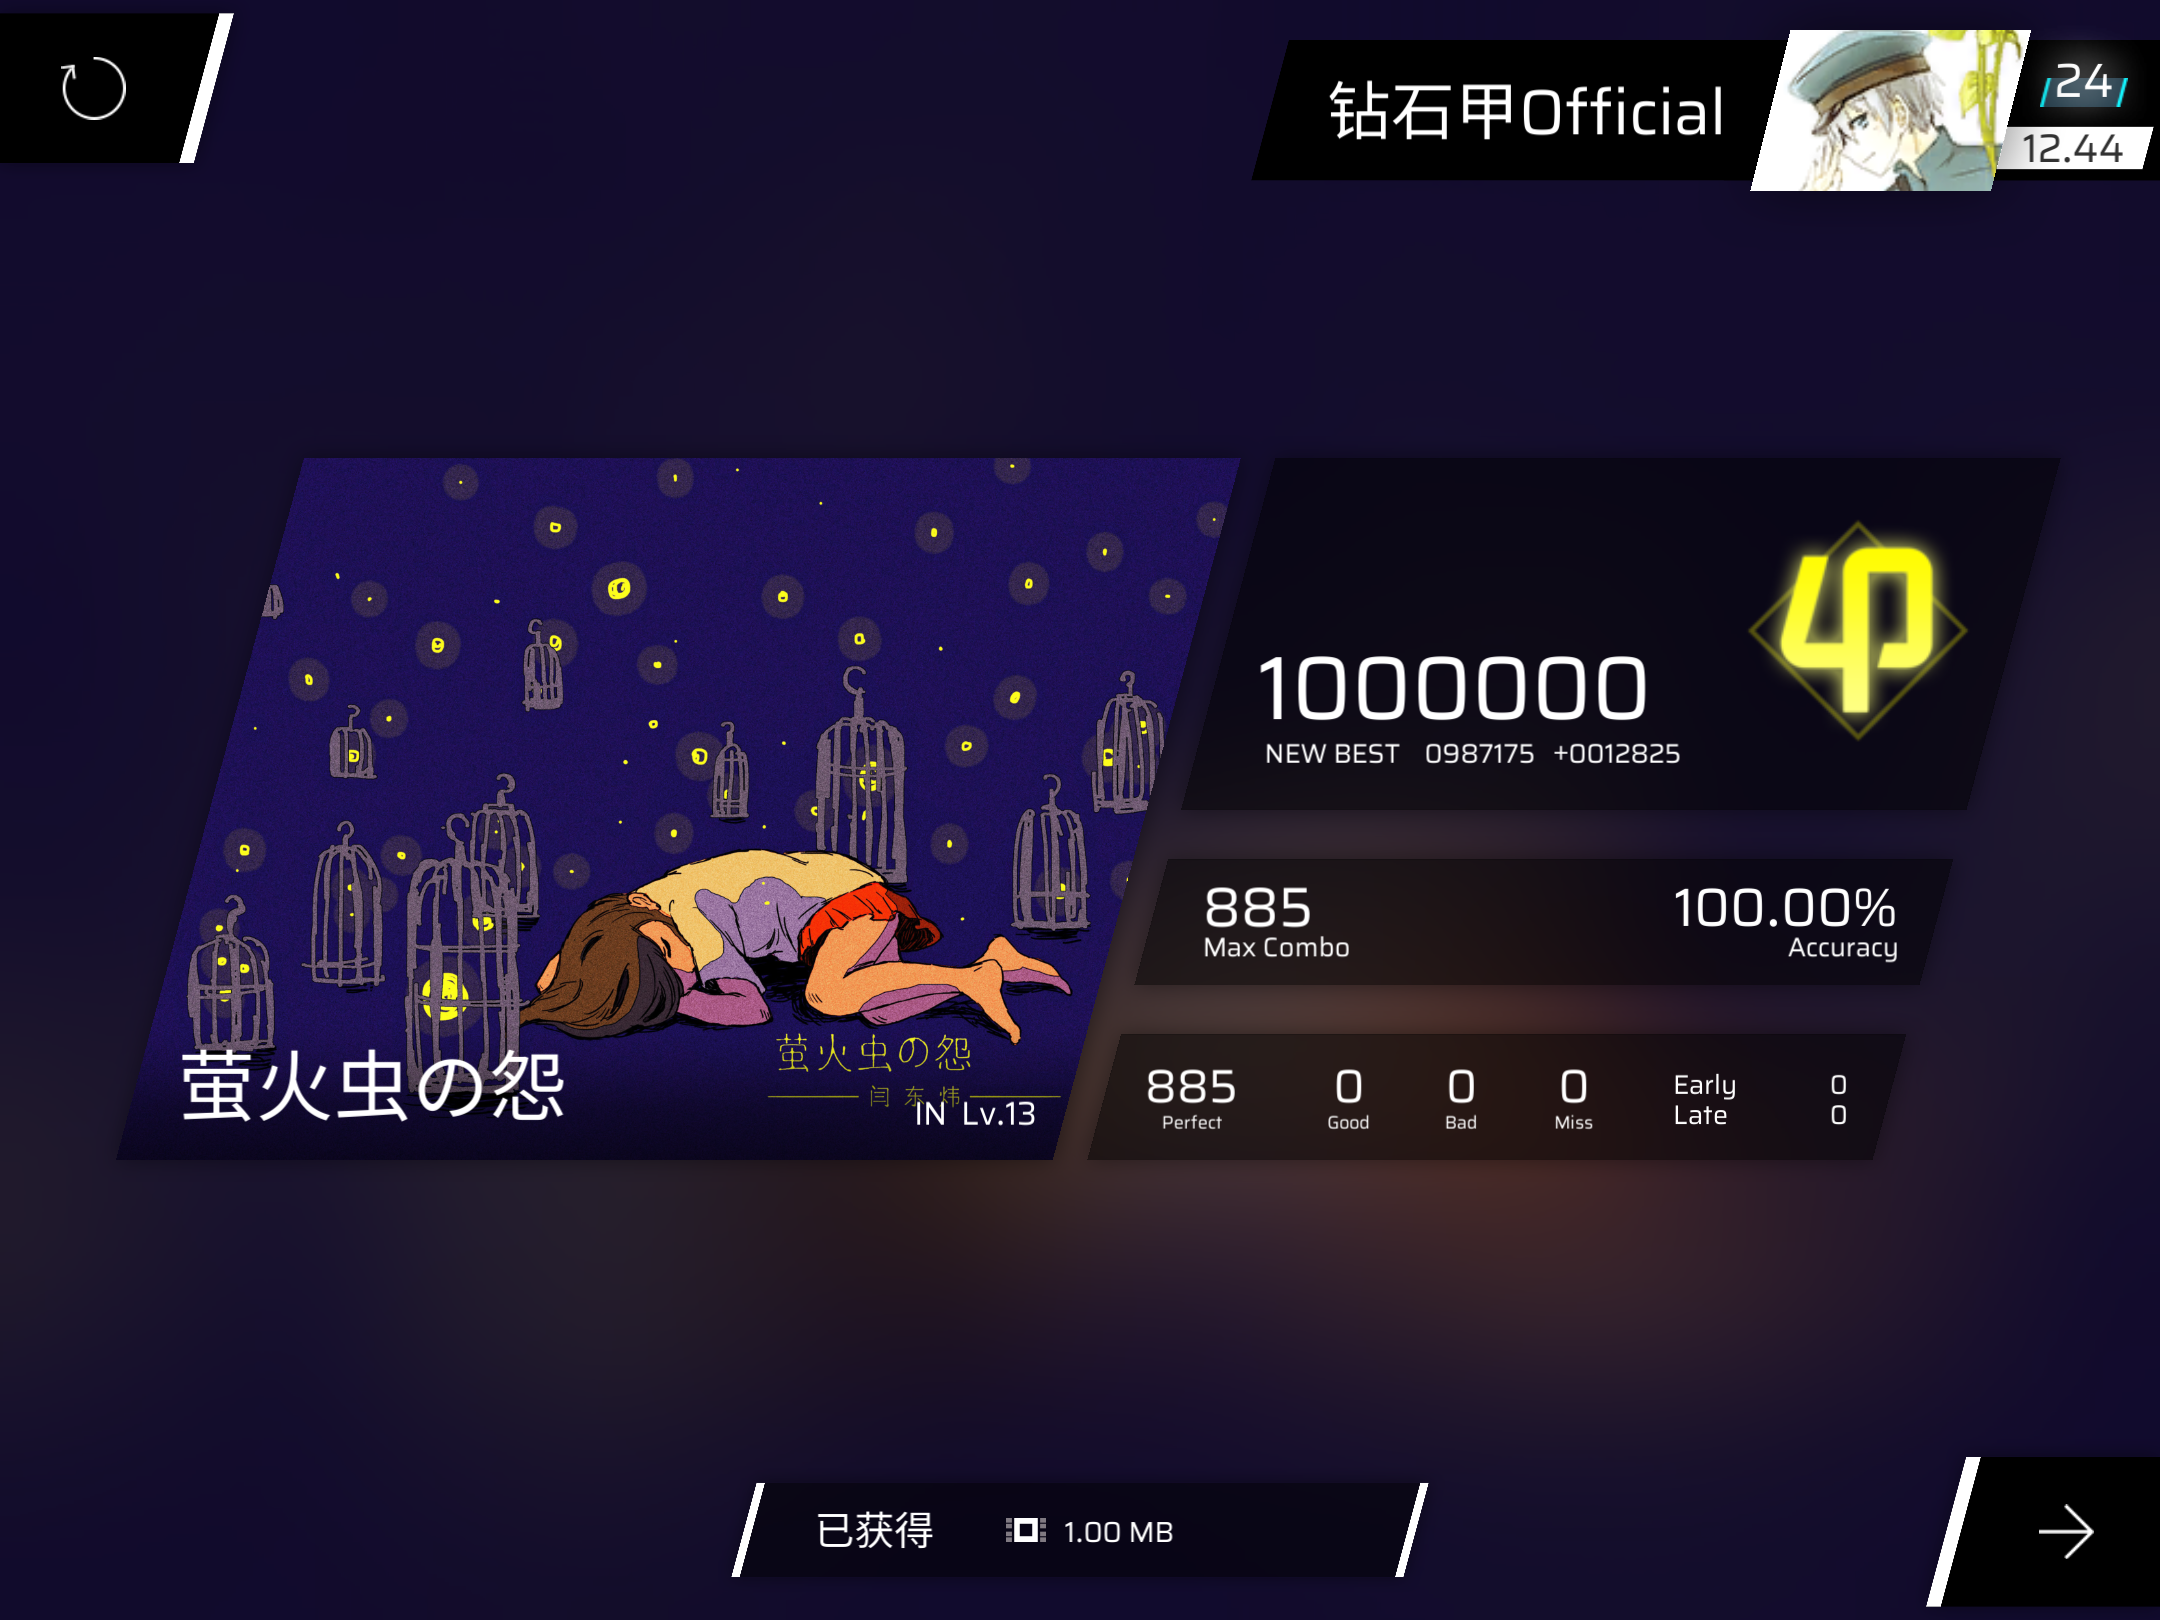 钻石甲Official
24
12.44
1000000
NEW BEST 0987175 +0012825
885
Max Combo
100.00%
Accuracy
萤火虫の怨
闫东炜
萤火虫の怨
IN Lv.13
885 0 0 0
Perfect Good Bad Miss
Early 0
Late 0
已获得 1.00 MB